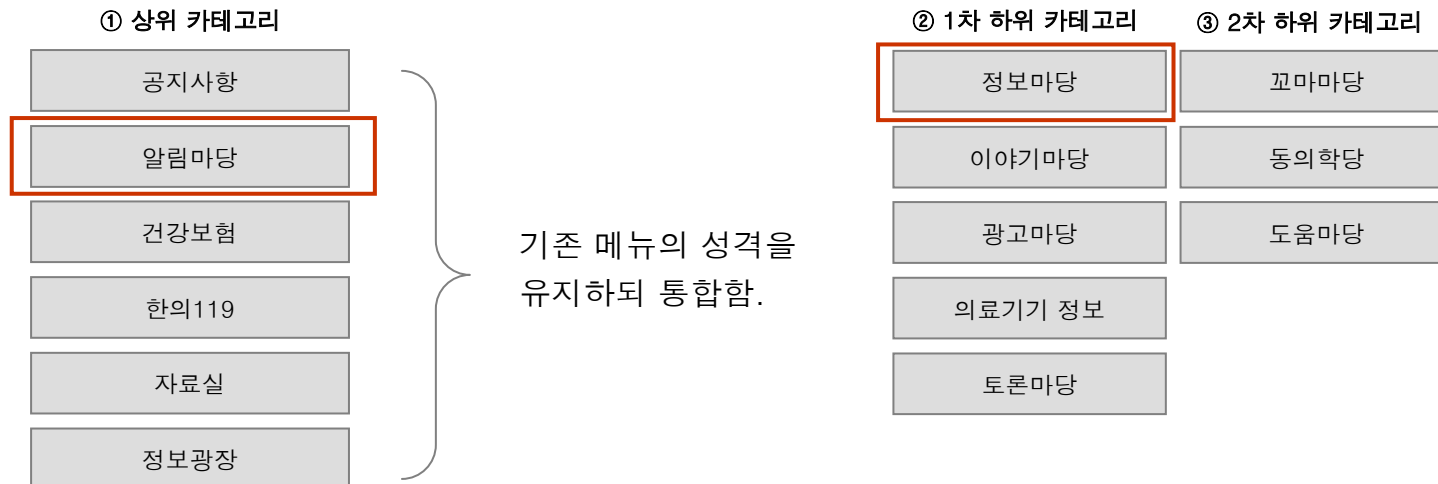 ① 상위 카테고리
공지사항
알림마당
건강보험
한의119
자료실
정보광장
기존 메뉴의 성격을
유지하되 통합함.
② 1차 하위 카테고리
정보마당
이야기마당
광고마당
의료기기 정보
토론마당
③ 2차 하위 카테고리
꼬마마당
동의학당
도움마당